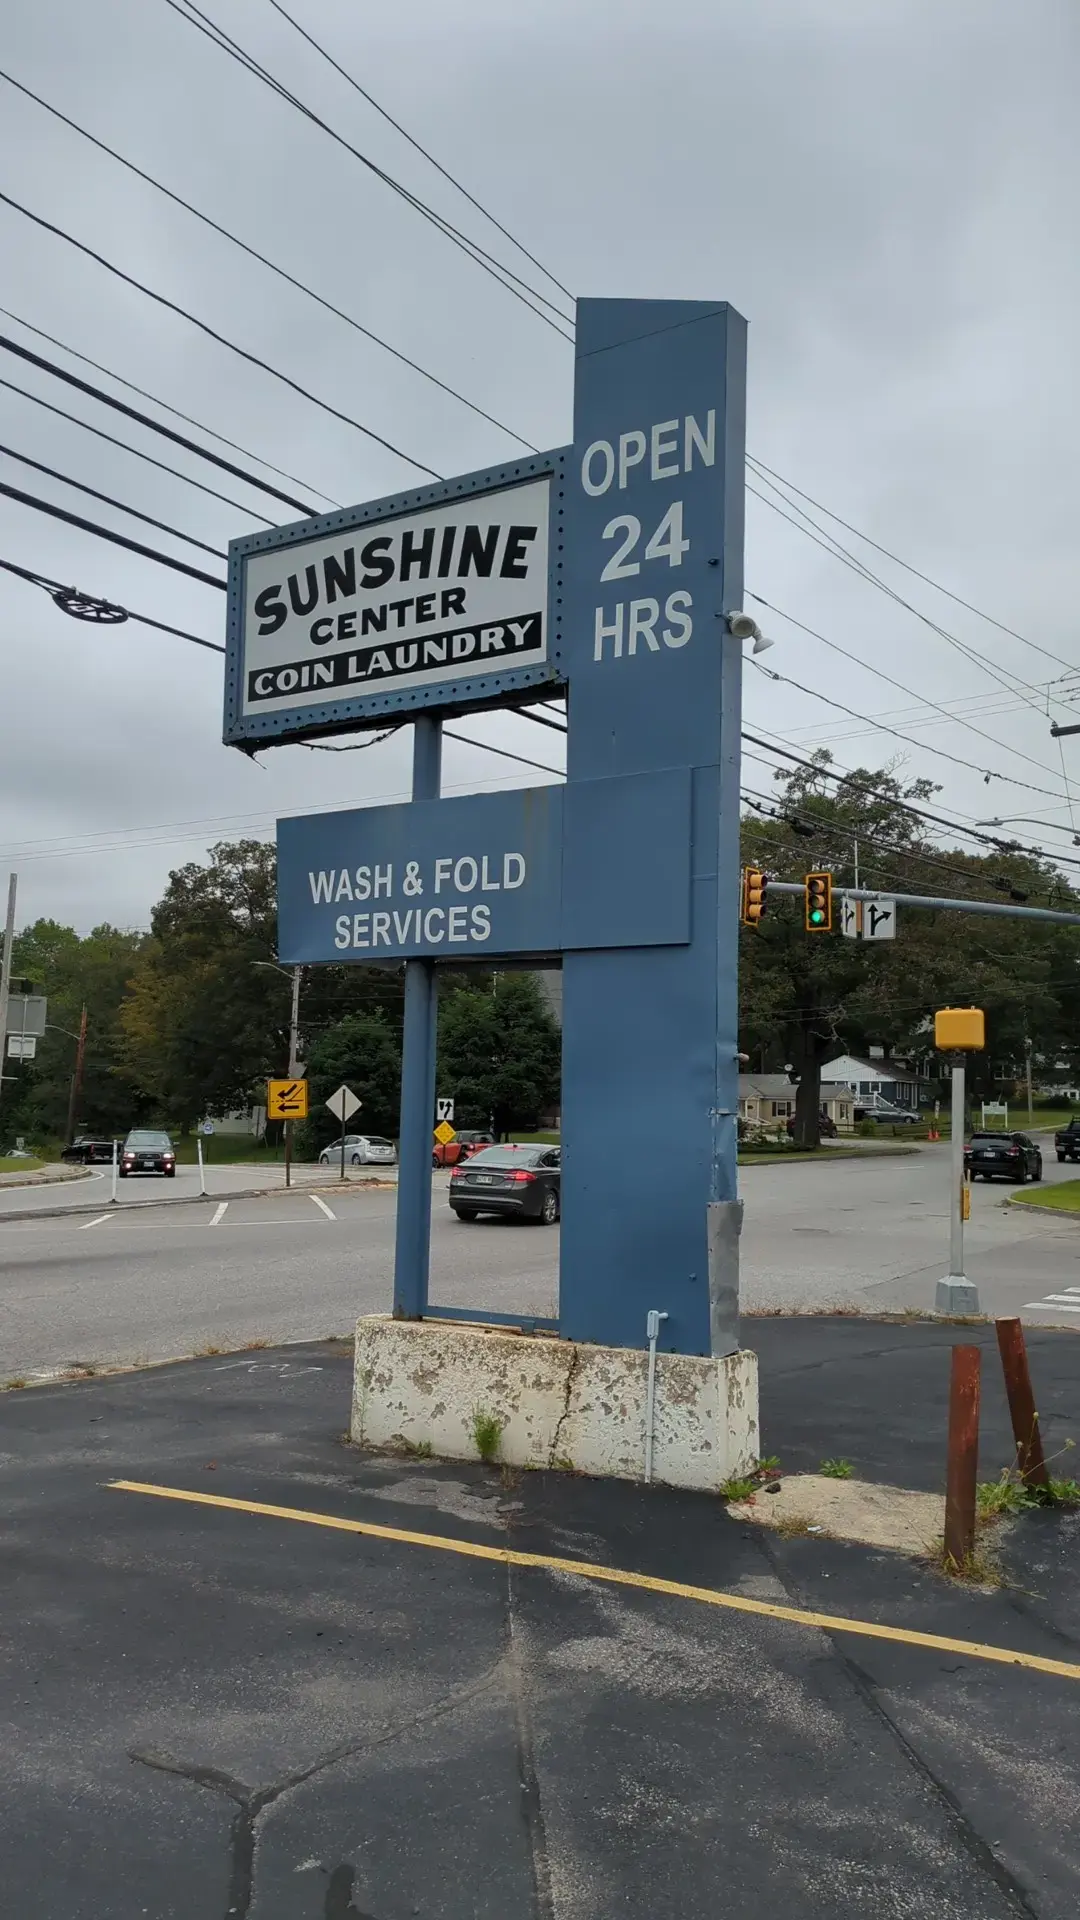 SUNSHINE
CENTER
COIN LAUNDRY
OPEN
24
HRS
WASH & FOLD
SERVICES